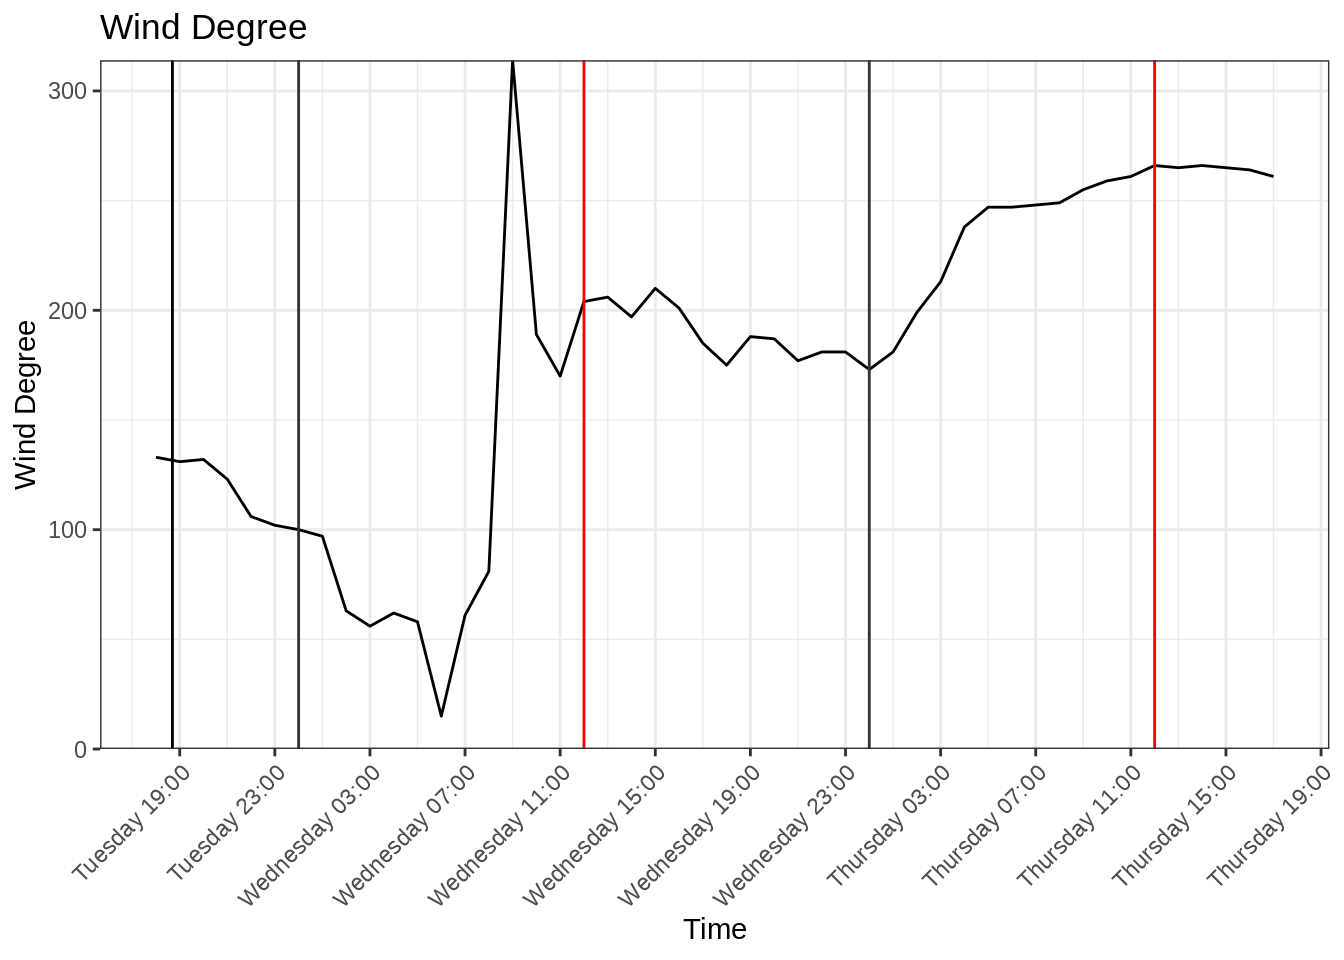 Wind Degree
Wind Degree
300
200
100
0
Tuesday 19:00
Tuesday 23:00
Wednesday 03:00
Wednesday 07:00
Wednesday 11:00
Wednesday 15:00
Wednesday 19:00
Wednesday 23:00
Thursday 03:00
Thursday 07:00
Thursday 11:00
Thursday 15:00
Thursday 19:00
Time